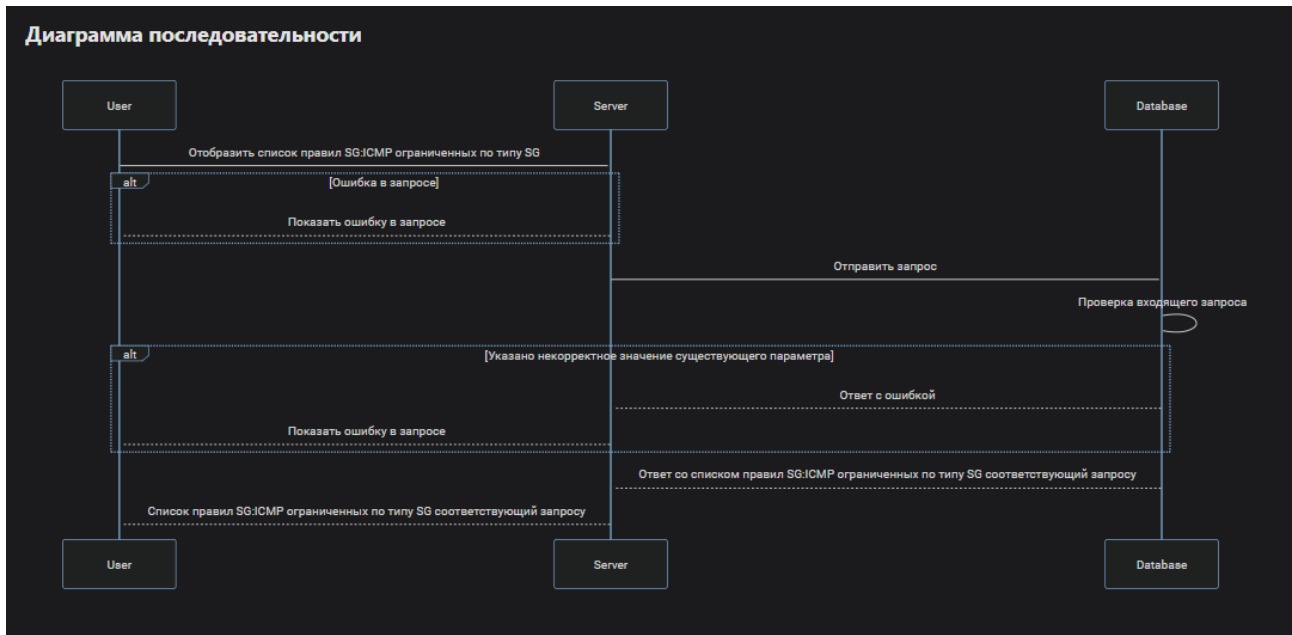 Диаграмма последовательности
User
Server
Database
Отобразить список правил SG:ICMP ограниченных по типу SG
alt
[Ошибка в запросе]
Показать ошибку в запросе
Отправить запрос
Проверка входящего запроса
alt
[Указано некорректное значение существующего параметра]
Ответ с ошибкой
Показать ошибку в запросе
Ответ со списком правил SG:ICMP ограниченных по типу SG соответствующий запросу
Список правил SG:ICMP ограниченных по типу SG соответствующий запросу
User
Server
Database